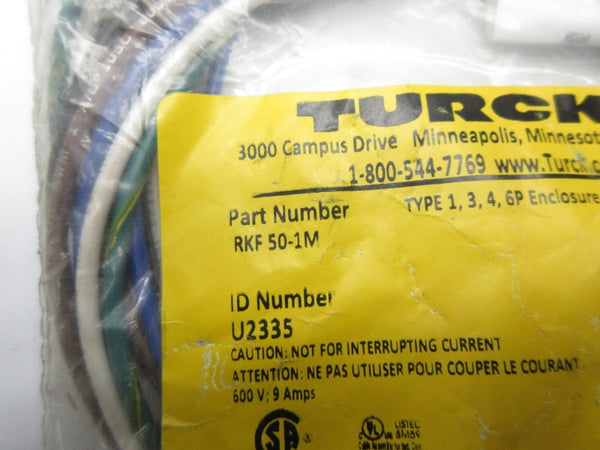 TURCK
3000 Campus Drive Minneapolis, Minnesot
1-800-544-7769 www.Turck.c
Part Number TYPE 1, 3, 4, 6P Enclosure
RKF 50-1M
ID Number
U2335
CAUTION: NOT FOR INTERRUPTING CURRENT
ATTENTION: NE PAS UTILISER POUR COUPER LE COURANT
600 V; 9 Amps
LISTED